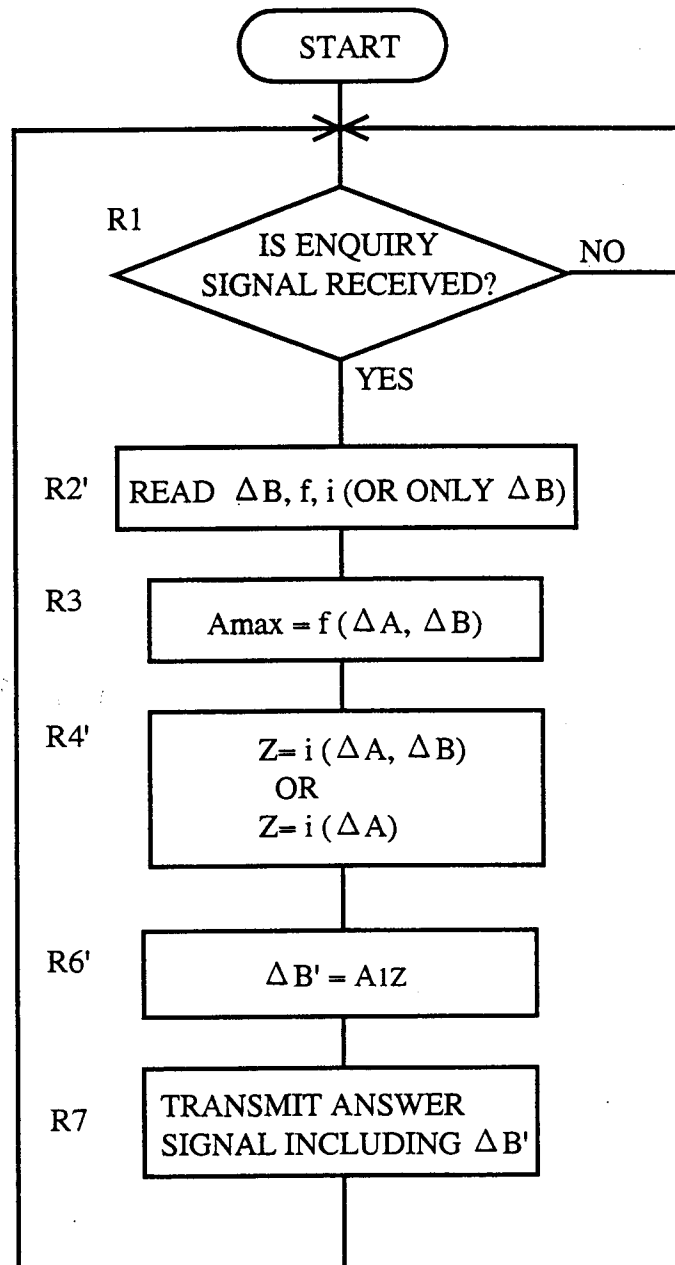 START
R1
IS ENQUIRY
SIGNAL RECEIVED?
NO
YES
R2'
READ ΔB, f, i (OR ONLY ΔB)
R3
Amax = f (ΔA, ΔB)
R4'
Z= i (ΔA, ΔB)
OR
Z= i (ΔA)
R6'
ΔB' = A1Z
R7
TRANSMIT ANSWER
SIGNAL INCLUDING ΔB'